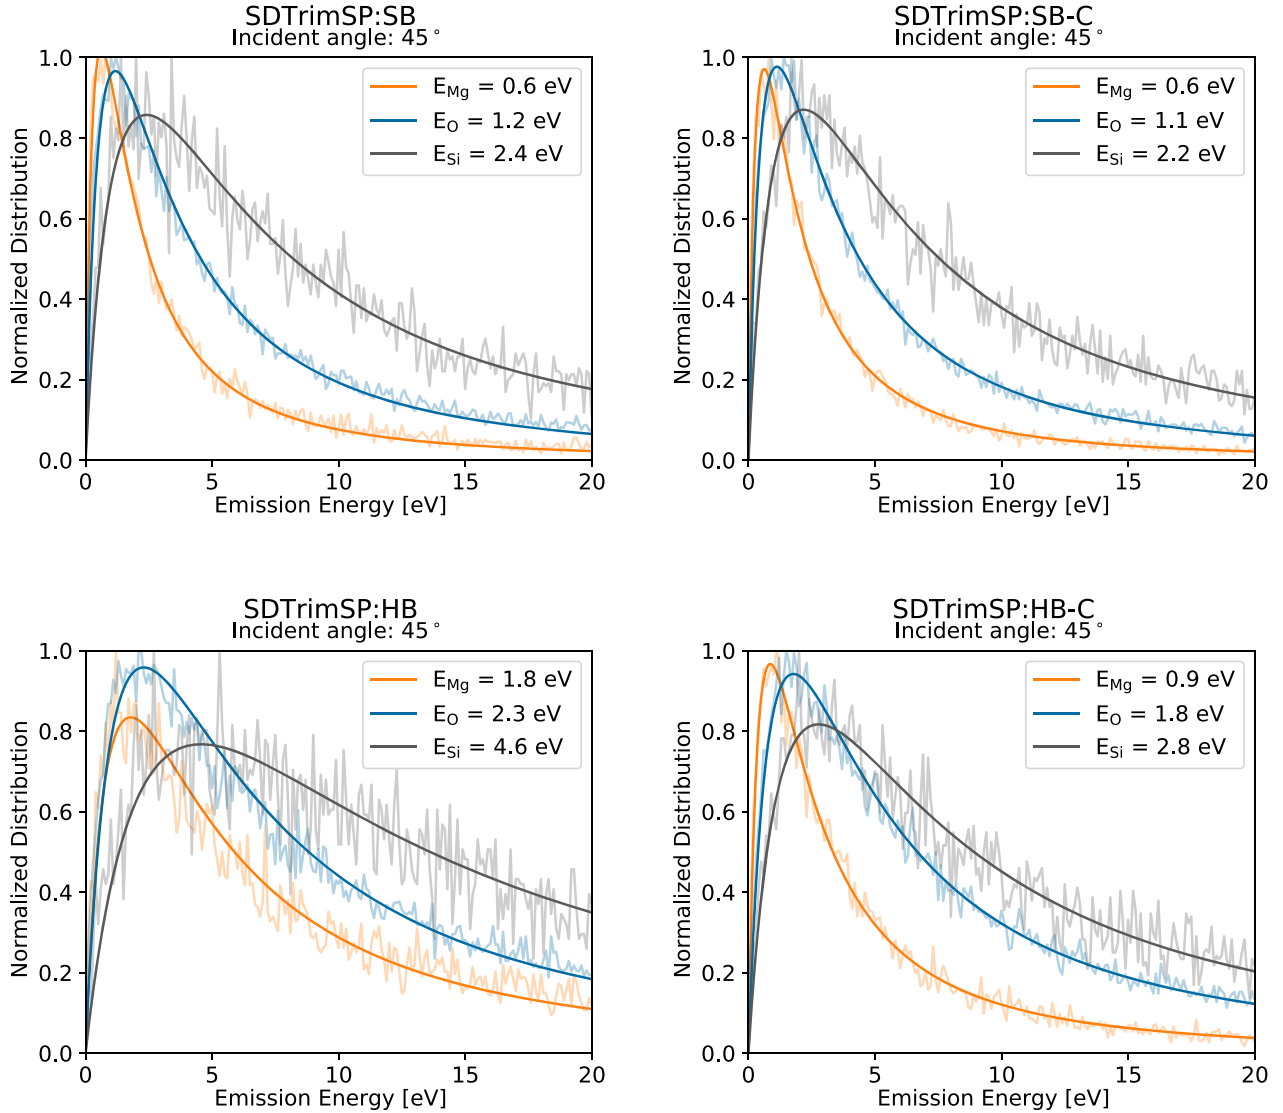 SDTrimSP:SB
Incident angle: 45°
1.0
0.8
0.6
0.4
0.2
0.0
Normalized Distribution
E_Mg = 0.6 eV
E_O = 1.2 eV
E_Si = 2.4 eV
0 5 10 15 20
Emission Energy [eV]
SDTrimSP:SB-C
Incident angle: 45°
1.0
0.8
0.6
0.4
0.2
0.0
Normalized Distribution
E_Mg = 0.6 eV
E_O = 1.1 eV
E_Si = 2.2 eV
0 5 10 15 20
Emission Energy [eV]
SDTrimSP:HB
Incident angle: 45°
1.0
0.8
0.6
0.4
0.2
0.0
Normalized Distribution
E_Mg = 1.8 eV
E_O = 2.3 eV
E_Si = 4.6 eV
0 5 10 15 20
Emission Energy [eV]
SDTrimSP:HB-C
Incident angle: 45°
1.0
0.8
0.6
0.4
0.2
0.0
Normalized Distribution
E_Mg = 0.9 eV
E_O = 1.8 eV
E_Si = 2.8 eV
0 5 10 15 20
Emission Energy [eV]